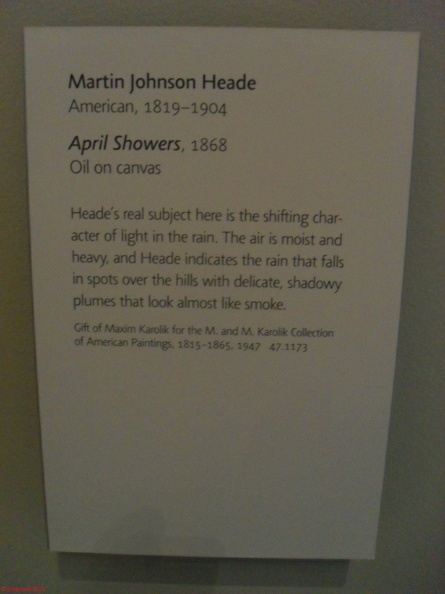 Martin Johnson Heade
American, 1819–1904
April Showers, 1868
Oil on canvas
Heade's real subject here is the shifting char-
acter of light in the rain. The air is moist and
heavy, and Heade indicates the rain that falls
in spots over the hills with delicate, shadowy
plumes that look almost like smoke.
Gift of Maxim Karolik for the M. and M. Karolik Collection
of American Paintings, 1815–1865, 1947 47.1173